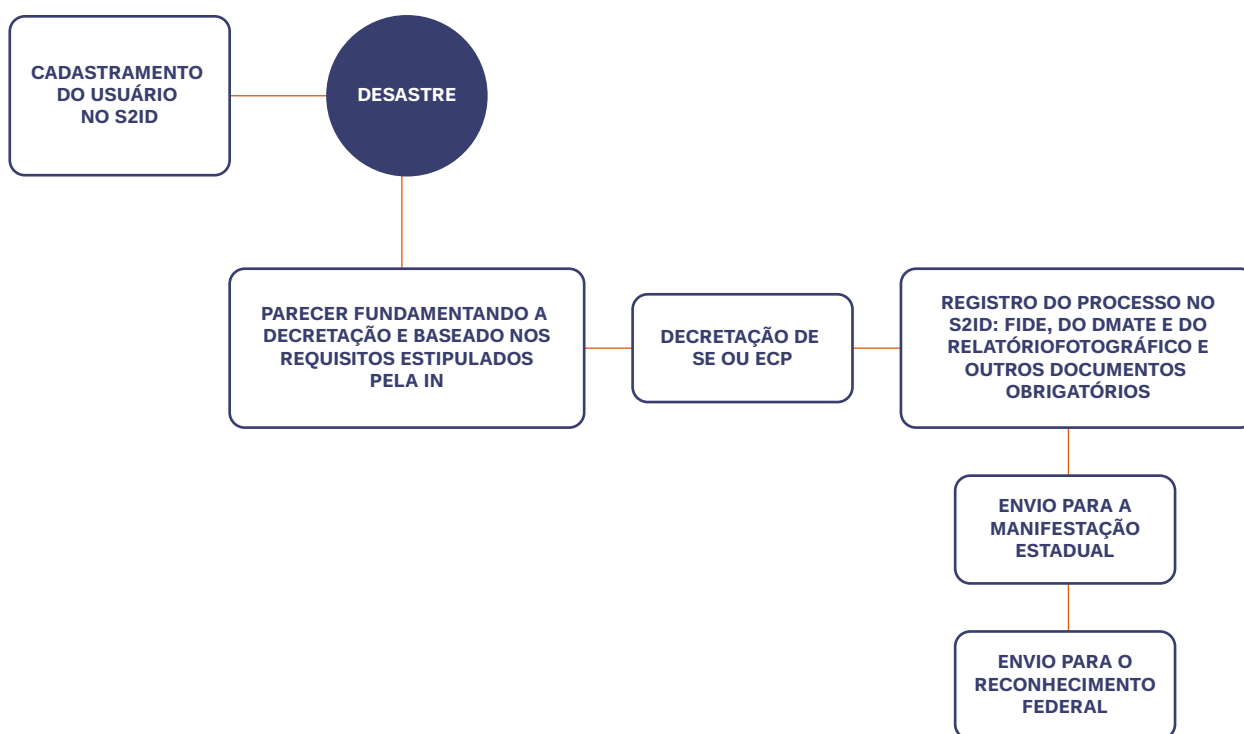 CADASTRAMENTO
DO USUÁRIO
NO S2ID
DESASTRE
PARECER FUNDAMENTANDO A
DECRETAÇÃO E BASEADO NOS
REQUISITOS ESTIPULADOS
PELA IN
DECRETAÇÃO DE
SE OU ECP
REGISTRO DO PROCESSO NO
S2ID: FIDE, DO DMATE E DO
RELATÓRIOFOTOGRÁFICO E
OUTROS DOCUMENTOS
OBRIGATÓRIOS
ENVIO PARA A
MANIFESTAÇÃO
ESTADUAL
ENVIO PARA O
RECONHECIMENTO
FEDERAL